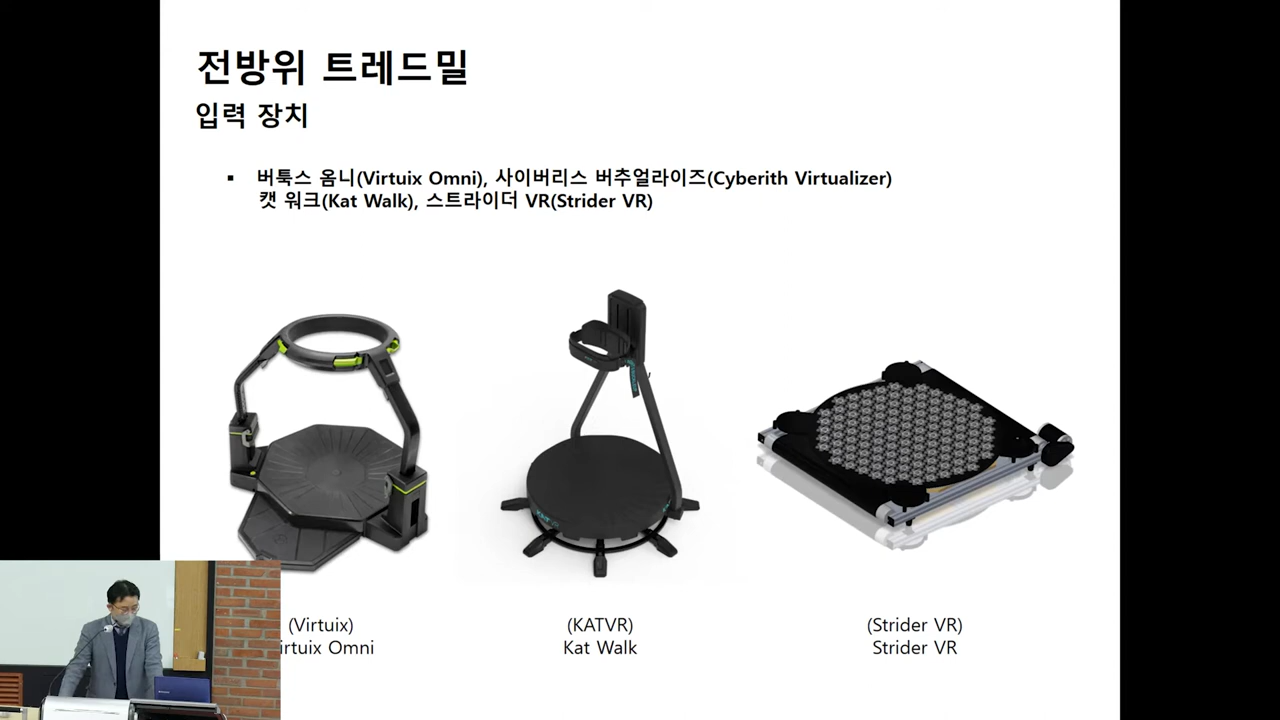 전방위 트레드밀
입력 장치
▪ 버툭스 옴니(Virtuix Omni), 사이버리스 버추얼라이즈(Cyberith Virtualizer)
캣 워크(Kat Walk), 스트라이더 VR(Strider VR)
(Virtuix)
irtuix Omni
(KATVR)
Kat Walk
(Strider VR)
Strider VR